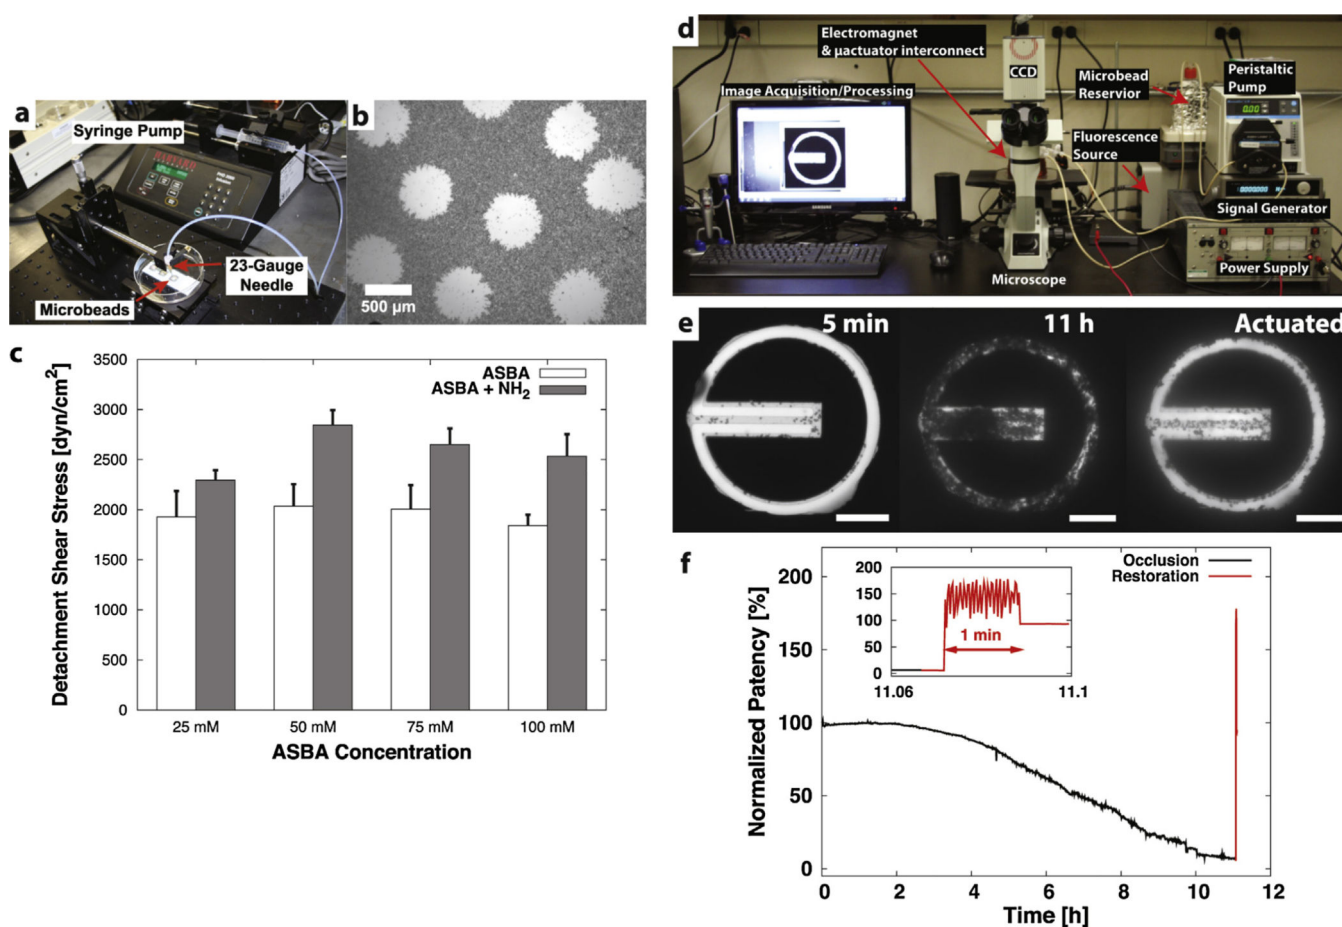 a
Syringe Pump
23-Gauge
Needle
Microbeads
b
500 µm
c
Detachment Shear Stress [dyn/cm²]
3500
3000
2500
2000
1500
1000
500
0
ASBA
ASBA + NH₂
25 mM
50 mM
75 mM
100 mM
ASBA Concentration
d
Electromagnet
& µactuator interconnect
CCD
Image Acquisition/Processing
Microbead
Reservior
Peristaltic
Pump
Fluorescence
Source
Signal Generator
Power Supply
Microscope
e
5 min
11 h
Actuated
f
Normalized Patency [%]
200
150
100
50
0
Occlusion
Restoration
200
150
100
50
0
1 min
11.06
11.1
0
2
4
6
8
10
12
Time [h]